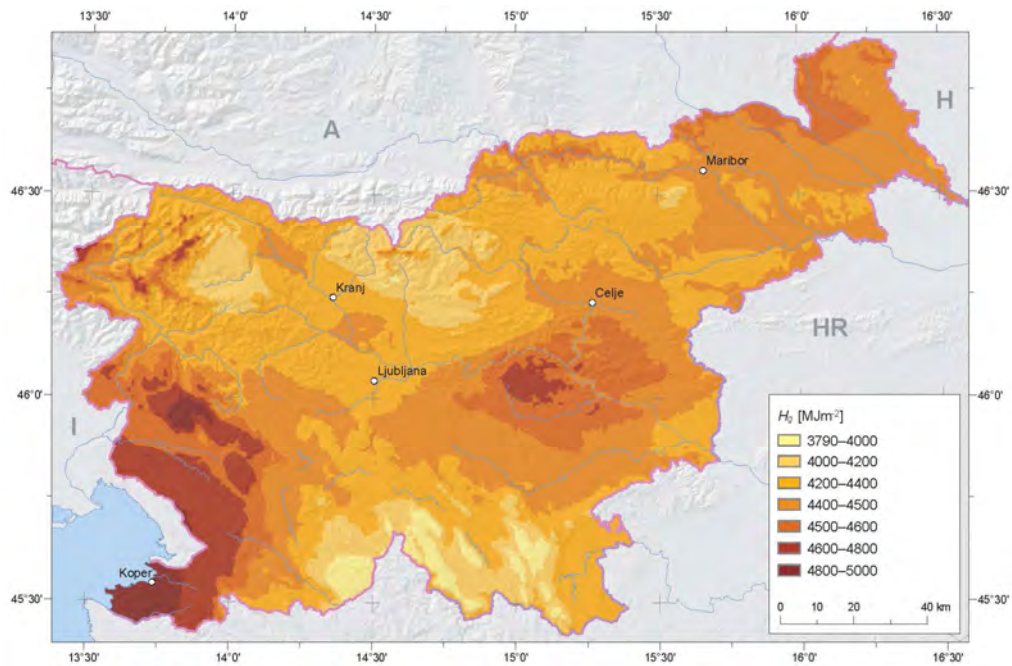 13°30' 14°0' 14°30' 15°0' 15°30' 16°0' 16°30'
A
H
Maribor
46°30' 46°30'
Kranj
Celje
HR
Ljubljana
46°0' 46°0'
I
H₀ [MJm⁻²]
3790–4000
4000–4200
4200–4400
4400–4500
4500–4600
4600–4800
4800–5000
Koper
0 10 20 40 km
45°30' 45°30'
13°30' 14°0' 14°30' 15°0' 15°30' 16°0' 16°30'